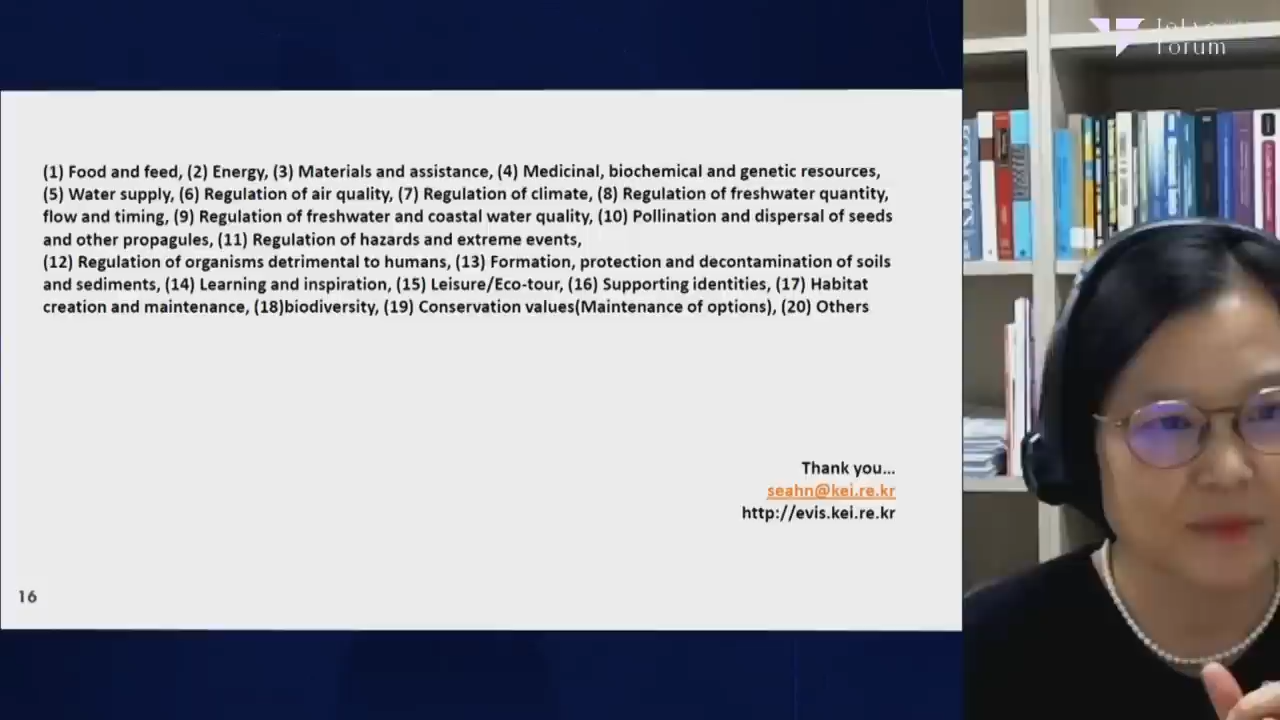 (1) Food and feed, (2) Energy, (3) Materials and assistance, (4) Medicinal, biochemical and genetic resources,
(5) Water supply, (6) Regulation of air quality, (7) Regulation of climate, (8) Regulation of freshwater quantity,
flow and timing, (9) Regulation of freshwater and coastal water quality, (10) Pollination and dispersal of seeds
and other propagules, (11) Regulation of hazards and extreme events,
(12) Regulation of organisms detrimental to humans, (13) Formation, protection and decontamination of soils
and sediments, (14) Learning and inspiration, (15) Leisure/Eco-tour, (16) Supporting identities, (17) Habitat
creation and maintenance, (18)biodiversity, (19) Conservation values(Maintenance of options), (20) Others
Thank you...
seahn@kei.re.kr
http://evis.kei.re.kr
16
Forum